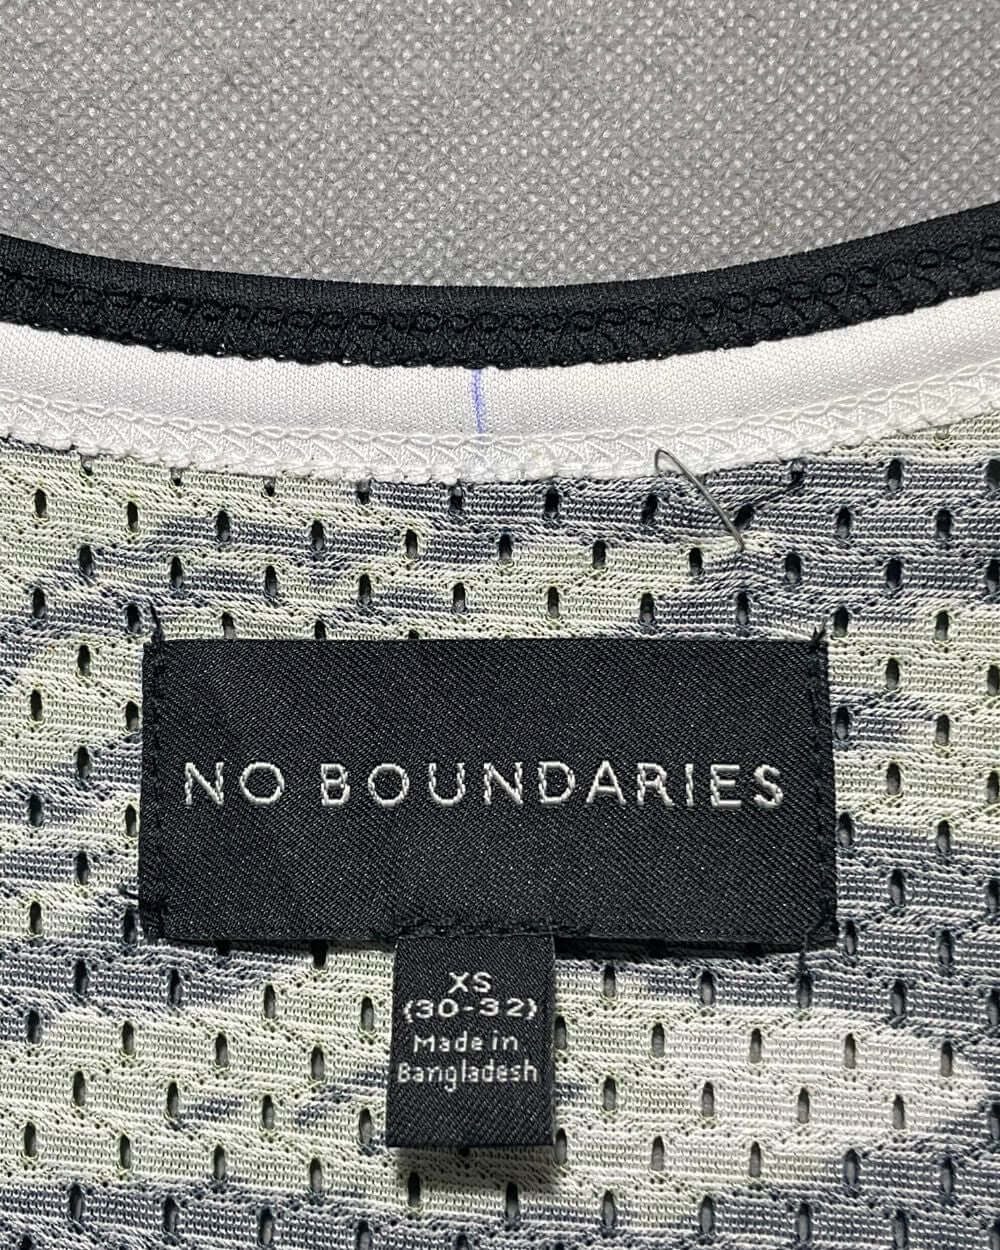 NO BOUNDARIES
XS
(30-32)
Made in
Bangladesh